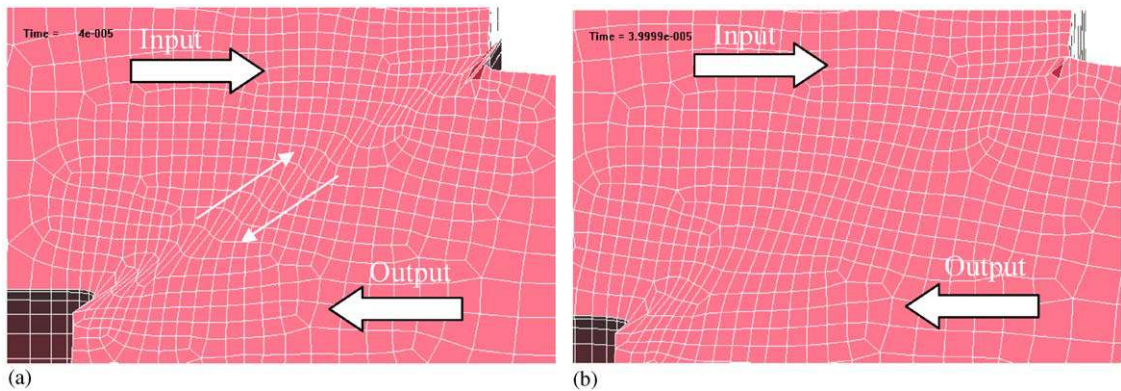 Time = 4e-005
Input
Output
(a)
Time = 3.9999e-005
Input
Output
(b)